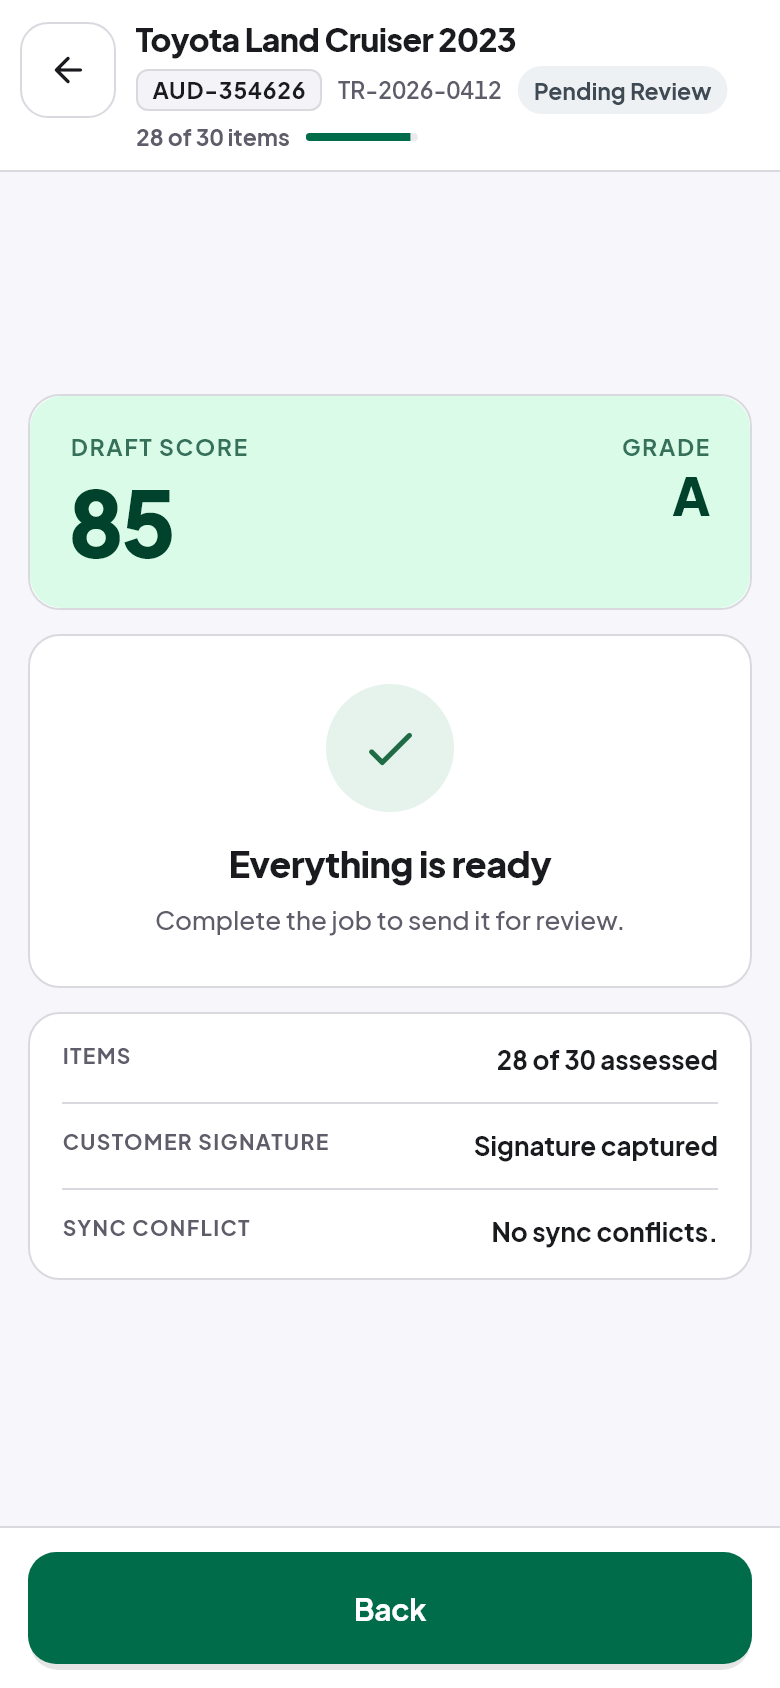 Toyota Land Cruiser 2023
AUD-354626 TR-2026-0412 Pending Review
28 of 30 items
DRAFT SCORE GRADE
85 A
Everything is ready
Complete the job to send it for review.
ITEMS 28 of 30 assessed
CUSTOMER SIGNATURE Signature captured
SYNC CONFLICT No sync conflicts.
Back